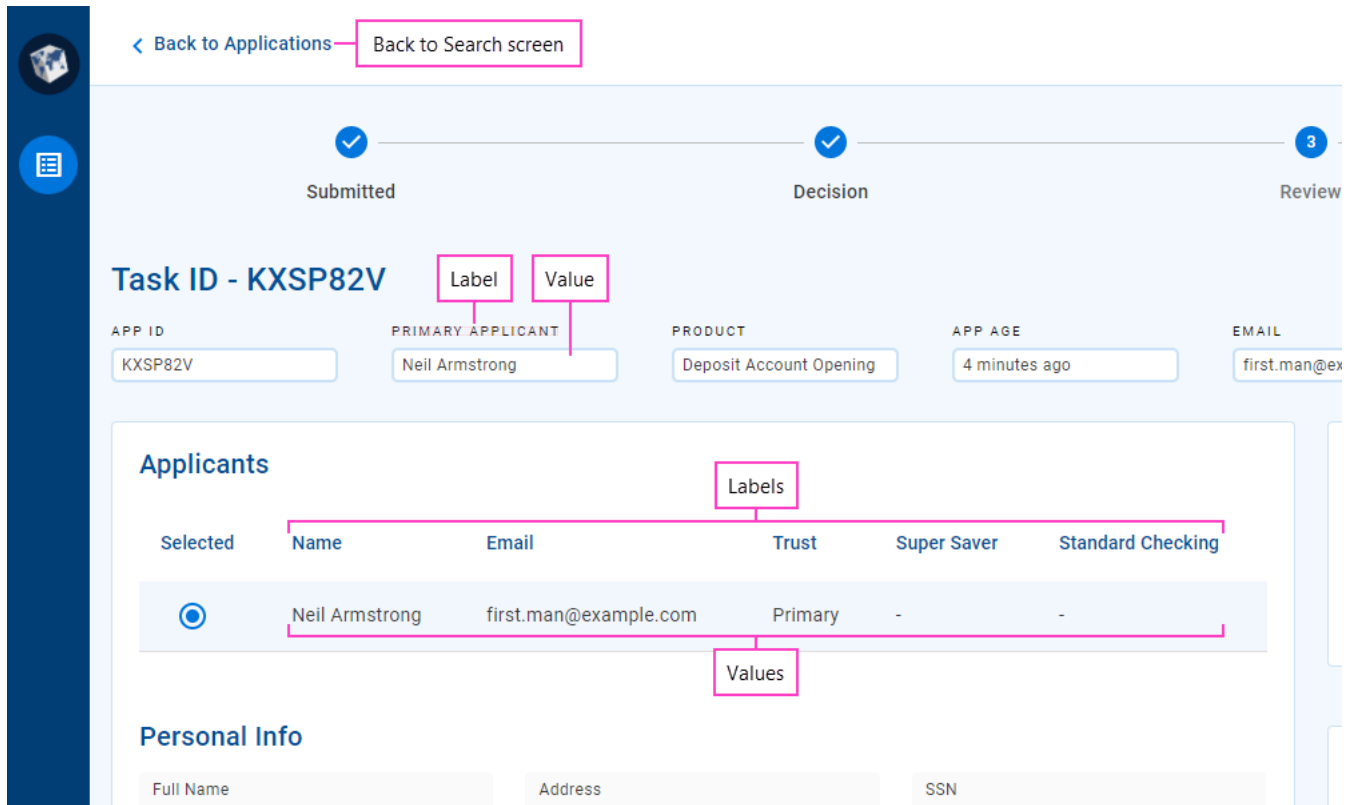 Back to Applications
Back to Search screen
3
Submitted
Decision
Review
Task ID - KXSP82V
Label
Value
APP ID
PRIMARY APPLICANT
PRODUCT
APP AGE
EMAIL
KXSP82V
Neil Armstrong
Deposit Account Opening
4 minutes ago
first.man@ex
Applicants
Labels
Selected Name Email Trust Super Saver Standard Checking
Neil Armstrong first.man@example.com Primary - -
Values
Personal Info
Full Name Address SSN